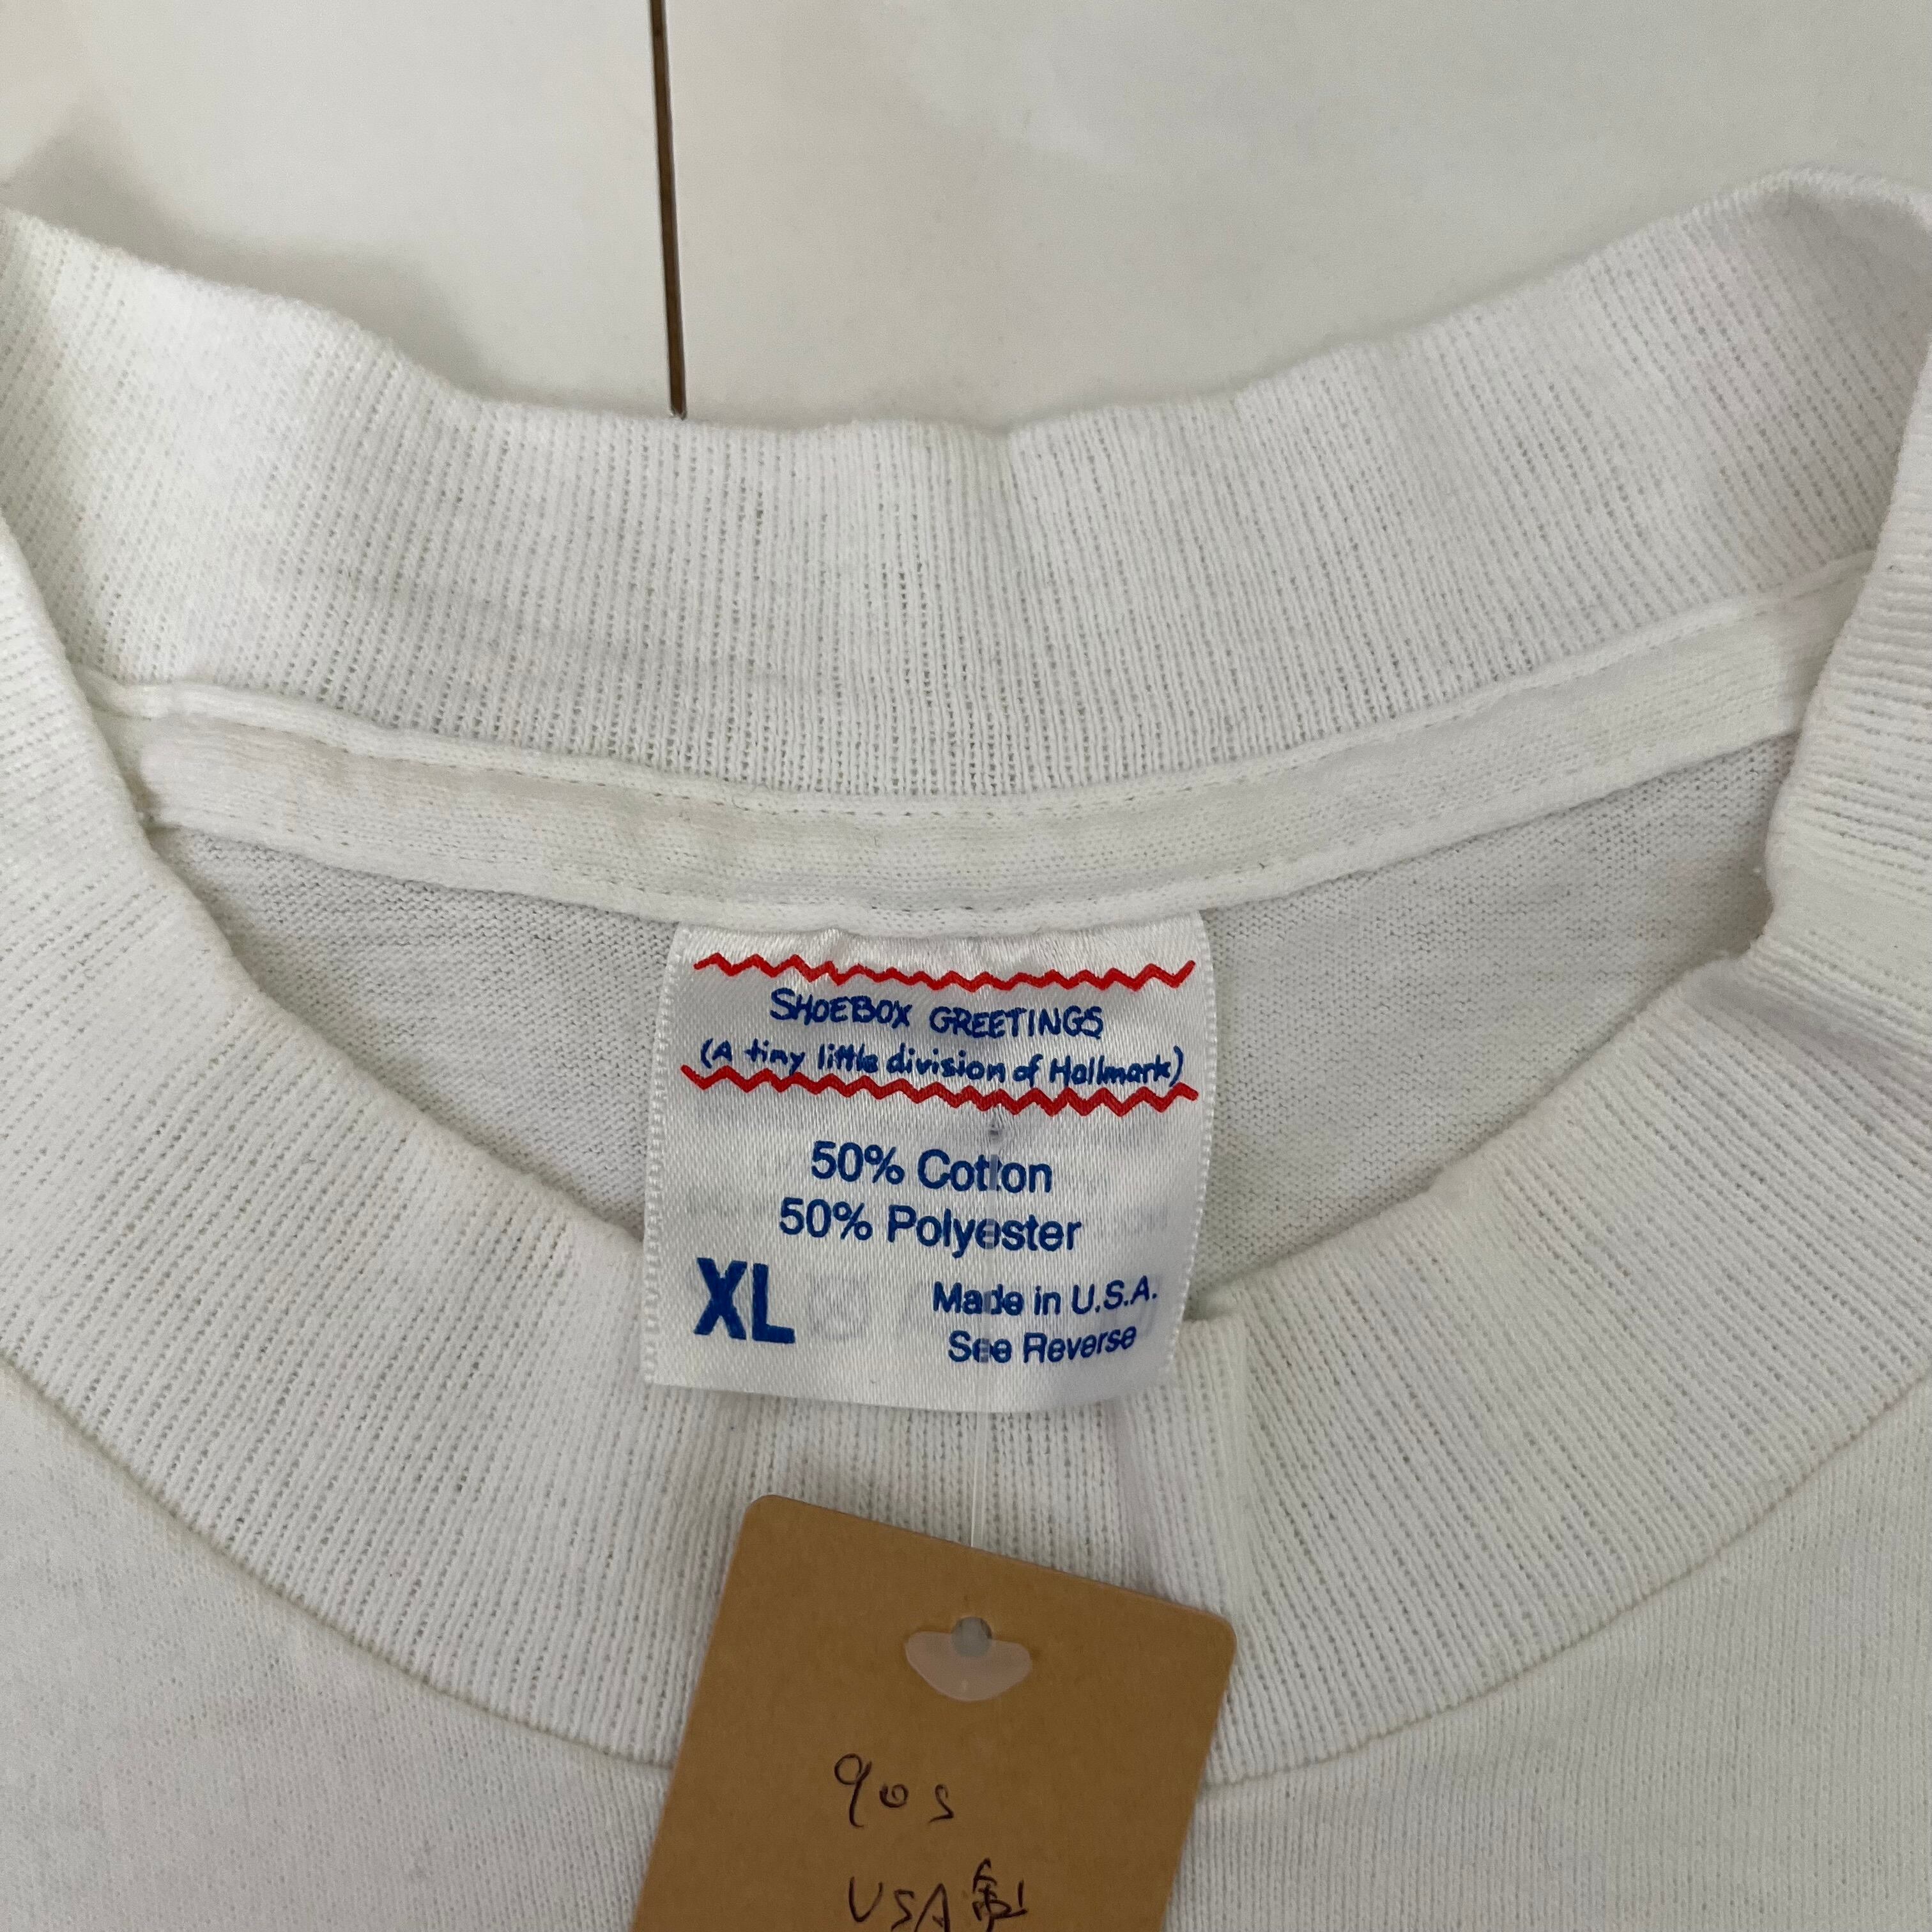 SHOEBOX GREETINGS
(A tiny little division of Hallmark)
50% Cotton
50% Polyester
XL
Made in U.S.A.
See Reverse
90s
USA製